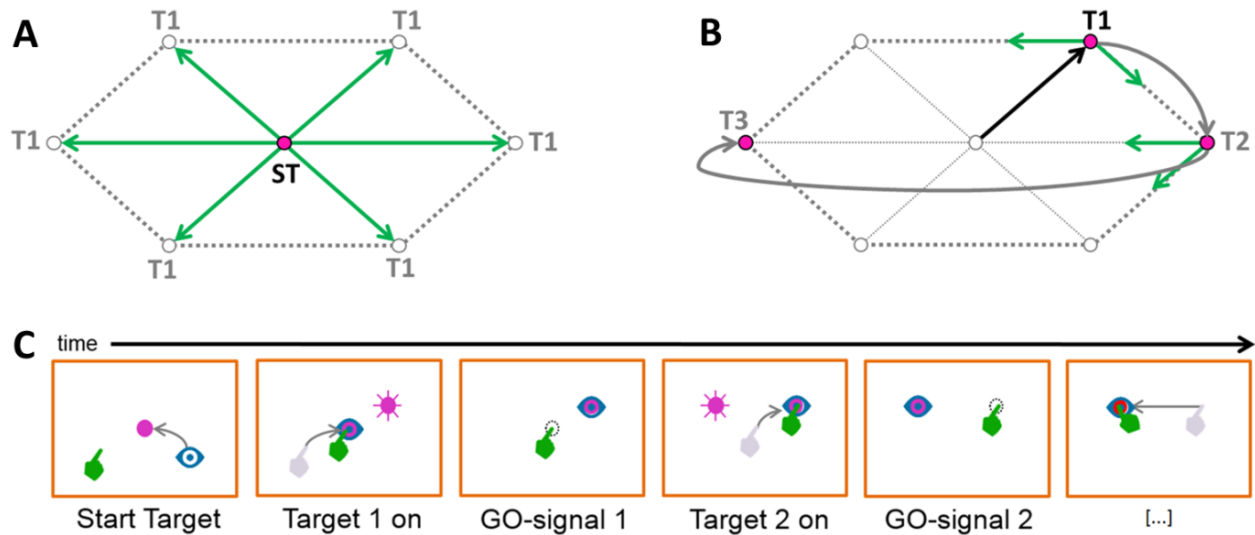 A
T1
T1
T1
T1
ST
T1
T1
B
T1
T3
T2
C
time
Start Target
Target 1 on
GO-signal 1
Target 2 on
GO-signal 2
[...]